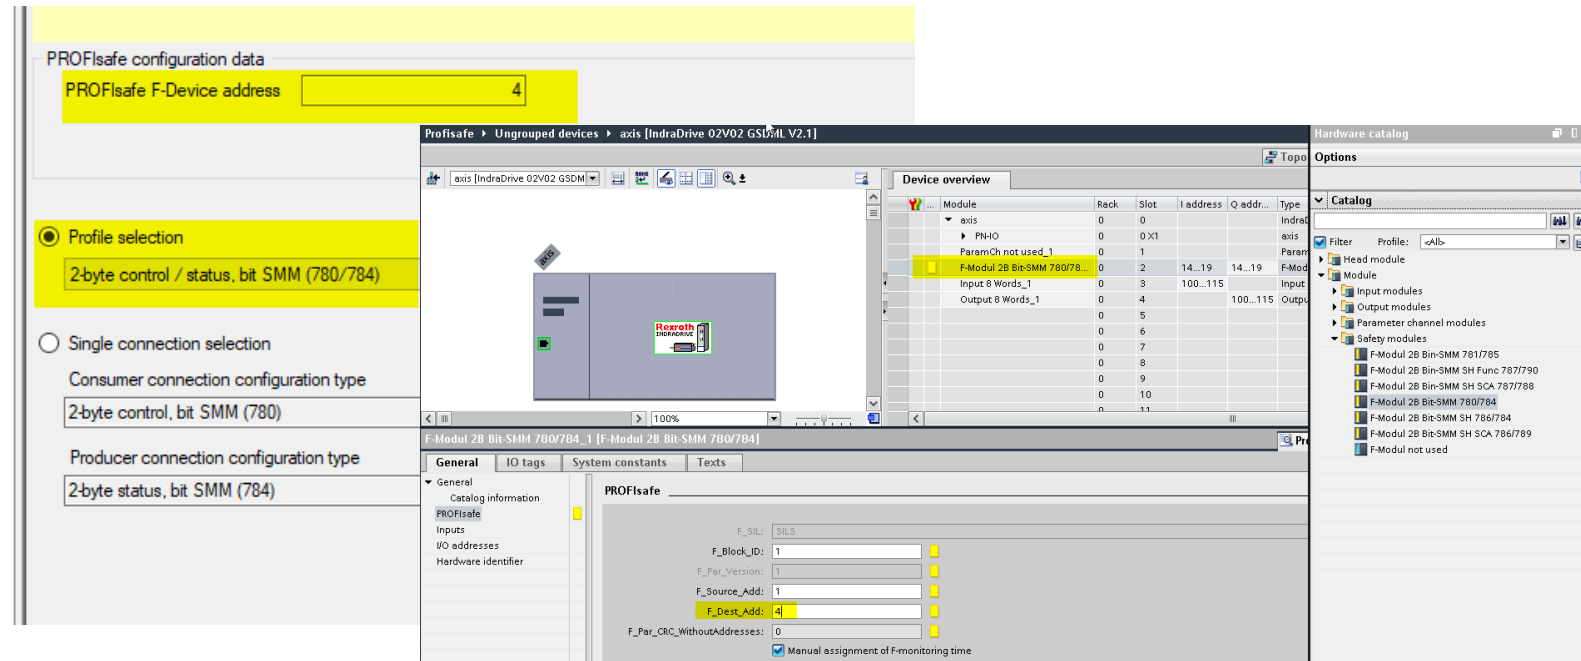 PROFIsafe configuration data
PROFIsafe F-Device address 4
Profile selection
2-byte control / status, bit SMM (780/784)
Single connection selection
Consumer connection configuration type
2-byte control, bit SMM (780)
Producer connection configuration type
2-byte status, bit SMM (784)
Profisafe Ungrouped devices axis [IndraDrive 02V02 GSDML V2.1]
Topo
axis [IndraDrive 02V02 GSDM
axis
Rexroth
INDRADRIVE
100%
Device overview
... Module Rack Slot I address Q addr... Type
axis 0 0 IndraD
PN-IO 0 0 X1 axis
ParamCh not used_1 0 1 Param
F-Modul 2B Bit-SMM 780/78... 0 2 14...19 14...19 F-Mod
Input 8 Words_1 0 3 100...115 Input
Output 8 Words_1 0 4 100...115 Outpu
0 5
0 6
0 7
0 8
0 9
0 10
0 11
F-Modul 2B Bit-SMM 780/784_1 [F-Modul 2B Bit-SMM 780/784]
Pr
General IO tags System constants Texts
General
Catalog information
PROFIsafe
Inputs
I/O addresses
Hardware identifier
PROFIsafe
F_SIL: SIL3
F_Block_ID: 1
F_Par_Version: 1
F_Source_Add: 1
F_Dest_Add: 4
F_Par_CRC_WithoutAddresses: 0
Manual assignment of F-monitoring time
Hardware catalog
Options
Catalog
Filter Profile: <All>
Head module
Module
Input modules
Output modules
Parameter channel modules
Safety modules
F-Modul 2B Bin-SMM 781/785
F-Modul 2B Bin-SMM SH Func 787/790
F-Modul 2B Bin-SMM SH SCA 787/788
F-Modul 2B Bit-SMM 780/784
F-Modul 2B Bit-SMM SH 786/784
F-Modul 2B Bit-SMM SH SCA 786/789
F-Modul not used